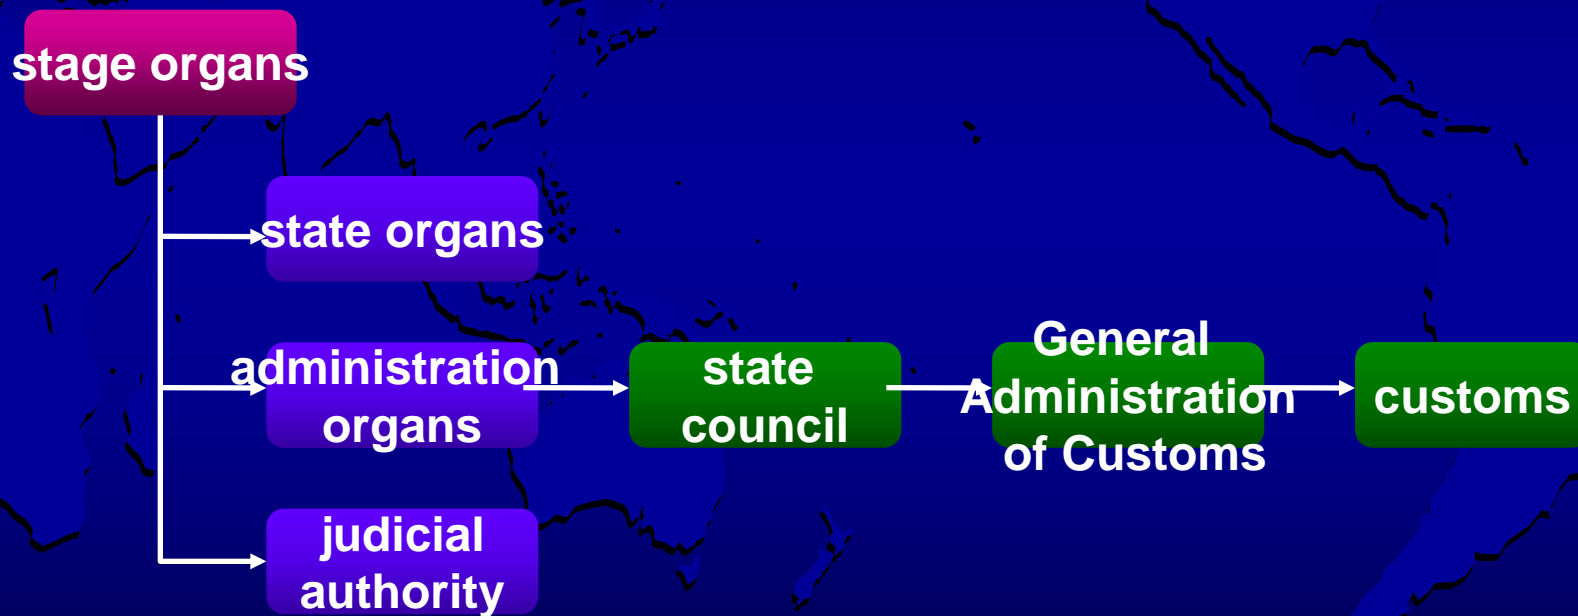 stage organs
state organs
administration
organs
state
council
General
Administration
of Customs
customs
judicial
authority